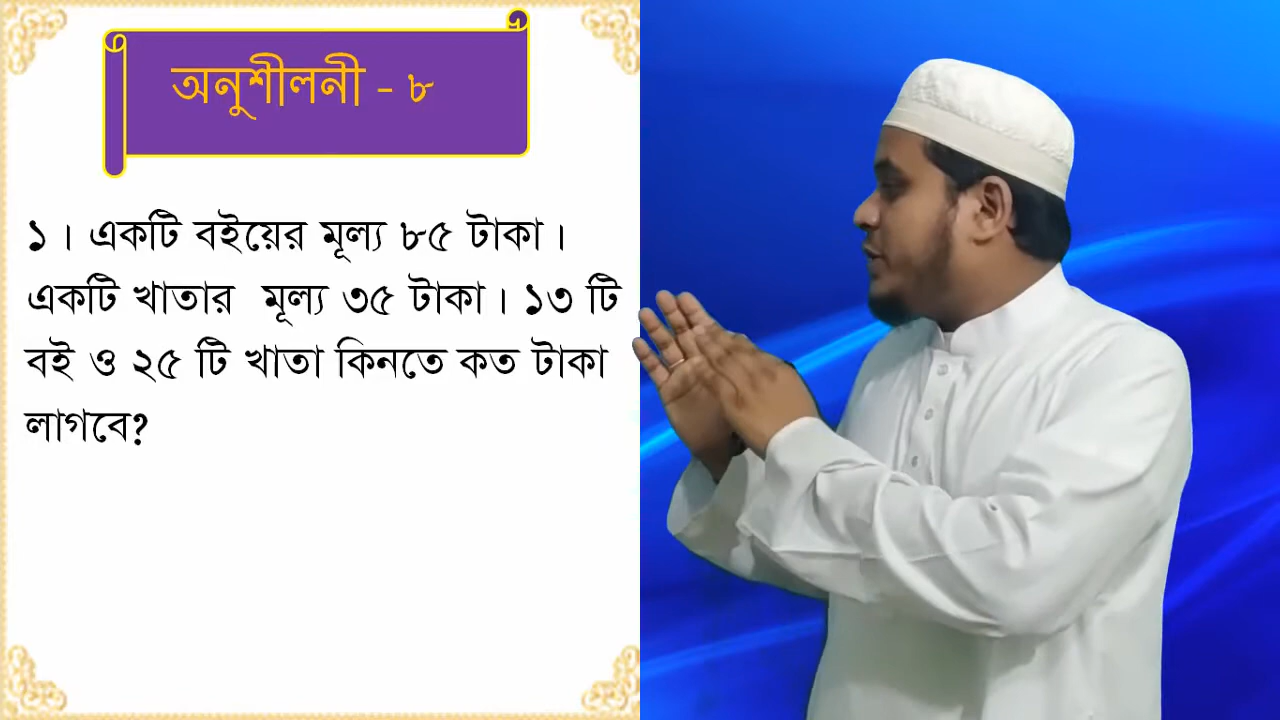 অনুশীলনী - ৮
১। একটি বইয়ের মূল্য ৮৫ টাকা।
একটি খাতার মূল্য ৩৫ টাকা। ১৩ টি
বই ও ২৫ টি খাতা কিনতে কত টাকা
লাগবে?